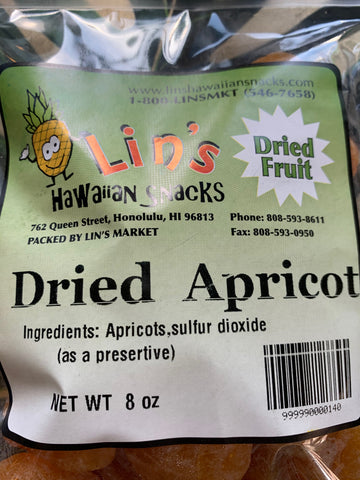 www.linshawaiiansnacks.com
1-800-LINSMKT (546-7658)
Lin's
Hawaiian Snacks
Dried
Fruit
762 Queen Street, Honolulu, HI 96813
Phone: 808-593-8611
PACKED BY LIN'S MARKET
Fax: 808-593-0950
Dried Apricot
Ingredients: Apricots,sulfur dioxide
(as a presertive)
NET WT 8 oz
999990000140